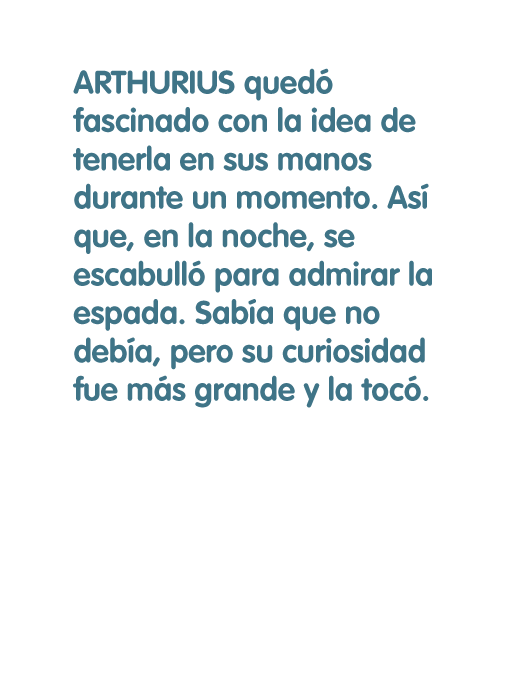 ARTHURIUS quedó
fascinado con la idea de
tenerla en sus manos
durante un momento. Así
que, en la noche, se
escabulló para admirar la
espada. Sabía que no
debía, pero su curiosidad
fue más grande y la tocó.